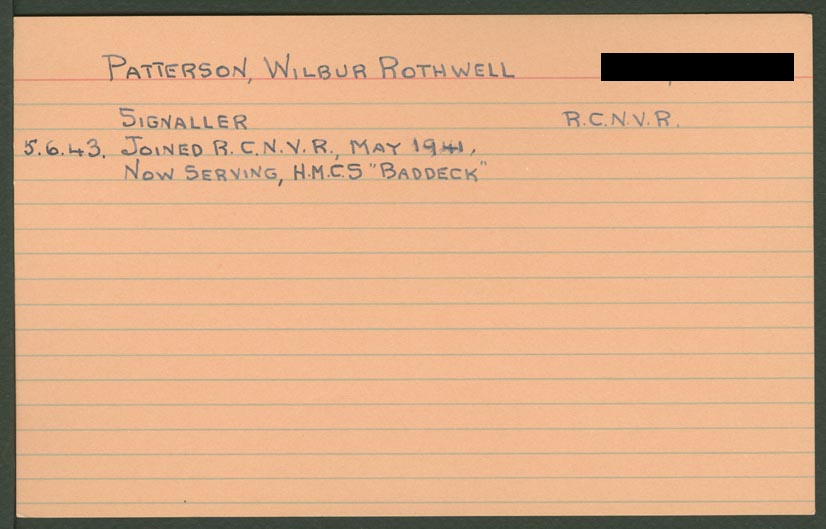 PATTERSON, WILBUR ROTHWELL
SIGNALLER R.C.N.V.R.
5.6.43. JOINED R.C.N.V.R., MAY 1941,
NOW SERVING, H.M.C.S "BADDECK"